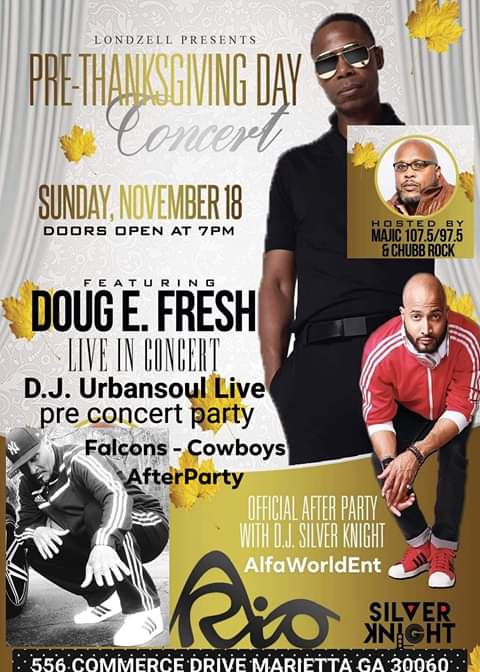 LONDZELL PRESENTS
PRE-THANKSGIVING DAY
Concert
SUNDAY, NOVEMBER 18
DOORS OPEN AT 7PM
HOSTED BY
MAJIC 107.5/97.5
& CHUBB ROCK
FEATURING
DOUG E. FRESH
LIVE IN CONCERT
D.J. Urbansoul Live
pre concert party
Falcons - Cowboys
AfterParty
OFFICIAL AFTER PARTY
WITH D.J. SILVER KNIGHT
AlfaWorldEnt
Rio
SILVER
KNIGHT
556 COMMERCE DRIVE MARIETTA GA 30060